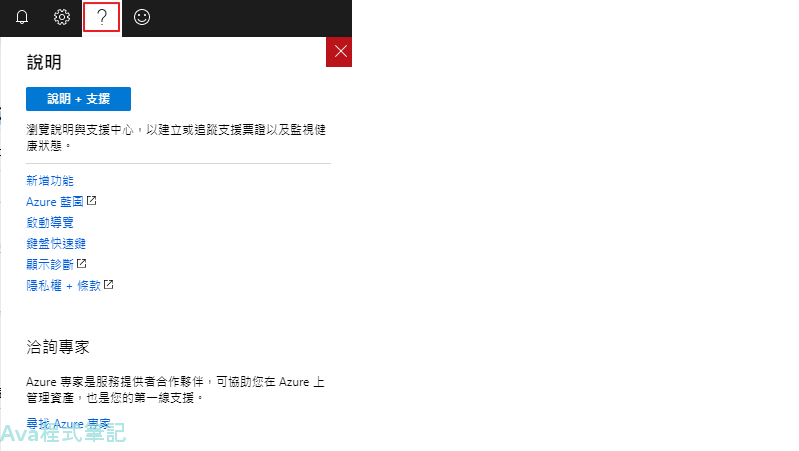 說明
說明 + 支援
瀏覽說明與支援中心，以建立或追蹤支援票證以及監視健
康狀態。
新增功能
Azure 藍圖
啟動導覽
鍵盤快速鍵
顯示診斷
隱私權 + 條款
洽詢專家
Azure 專家是服務提供者合作夥伴，可協助您在 Azure 上
管理資產，也是您的第一線支援。
尋找 Azure 專家
Ava程式筆記